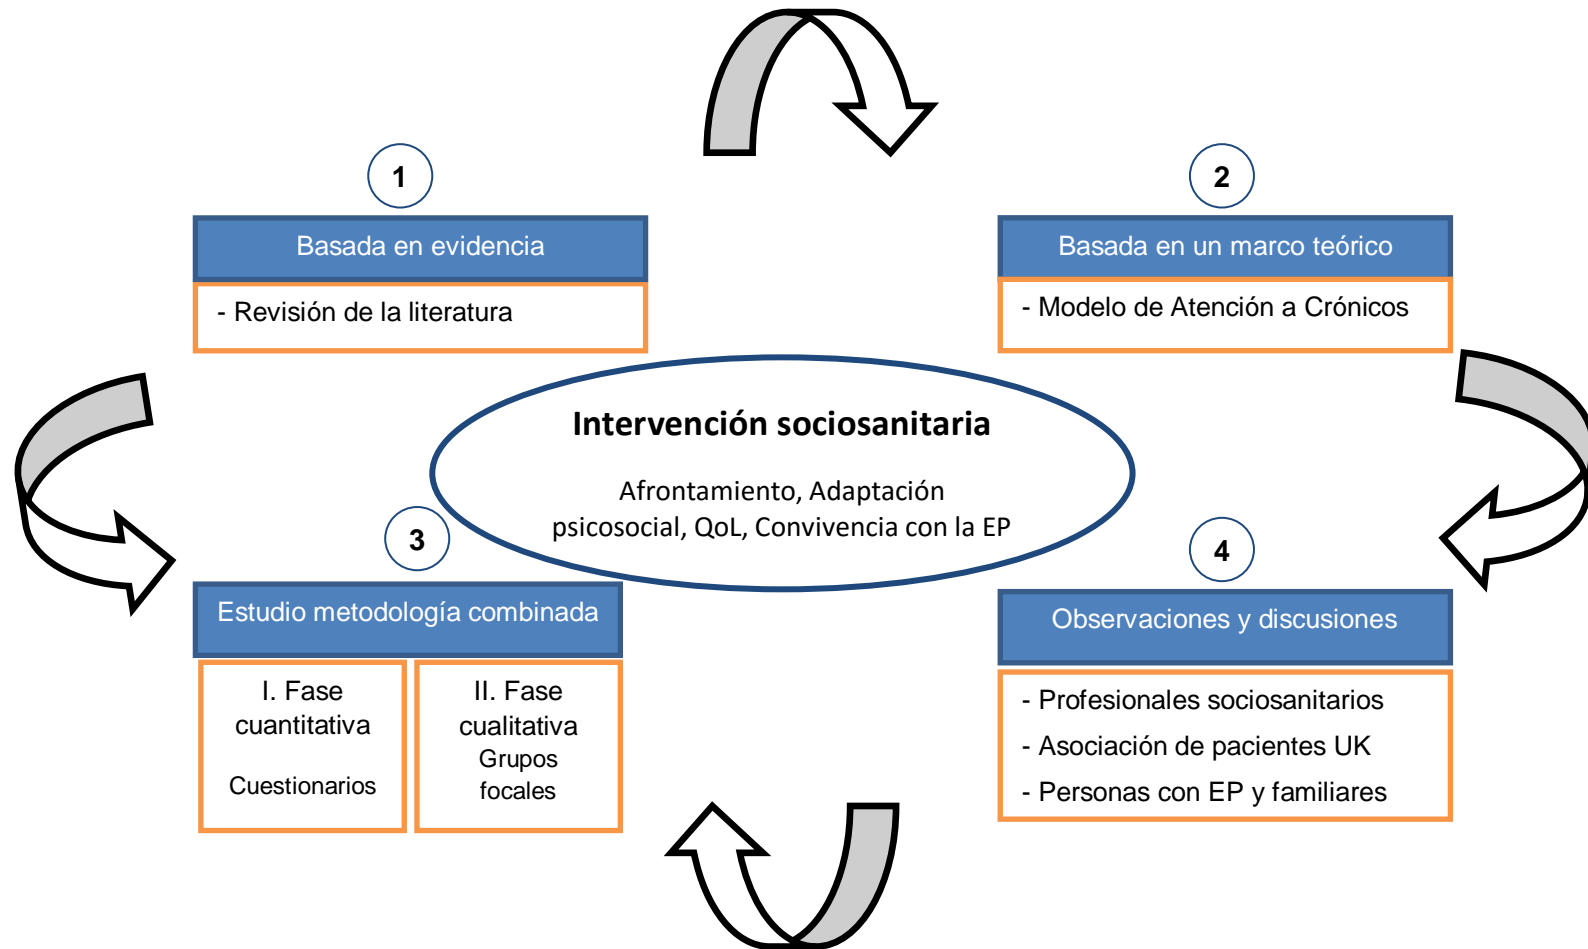 1
Basada en evidencia
- Revisión de la literatura
2
Basada en un marco teórico
- Modelo de Atención a Crónicos
Intervención sociosanitaria
Afrontamiento, Adaptación
psicosocial, QoL, Convivencia con la EP
3
Estudio metodología combinada
I. Fase
cuantitativa
Cuestionarios
II. Fase
cualitativa
Grupos
focales
4
Observaciones y discusiones
- Profesionales sociosanitarios
- Asociación de pacientes UK
- Personas con EP y familiares